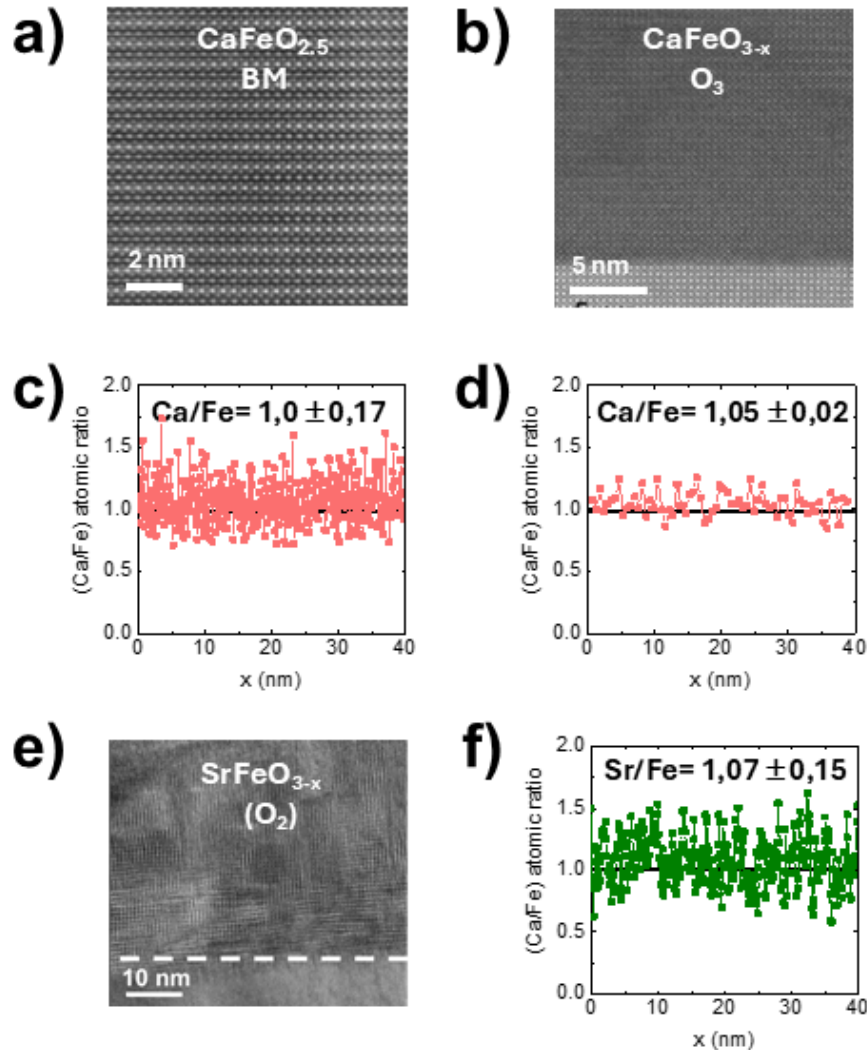 a)
CaFeO₂.₅
BM
2 nm
b)
CaFeO₃₋ₓ
O₃
5 nm
c)
Ca/Fe= 1,0 ±0,17
(Ca/Fe) atomic ratio
2.0
1.5
1.0
0.5
0.0
0 10 20 30 40
x (nm)
d)
Ca/Fe= 1,05 ±0,02
(Ca/Fe) atomic ratio
2.0
1.5
1.0
0.5
0.0
0 10 20 30 40
x (nm)
e)
SrFeO₃₋ₓ
(O₂)
10 nm
f)
Sr/Fe= 1,07 ±0,15
(Ca/Fe) atomic ratio
2.0
1.5
1.0
0.5
0.0
0 10 20 30 40
x (nm)